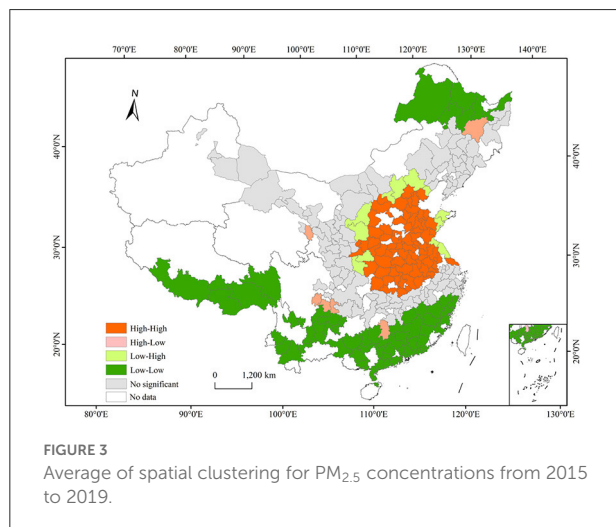 70°0'E 80°0'E 90°0'E 100°0'E 110°0'E 120°0'E 130°0'E 140°0'E
N
40°0'N 40°0'N
30°0'N 30°0'N
20°0'N 20°0'N
High-High
High-Low
Low-High
Low-Low
No significant
No data
0 1,200 km
80°0'E 90°0'E 100°0'E 110°0'E 120°0'E 130°0'E
FIGURE 3
Average of spatial clustering for PM2.5 concentrations from 2015
to 2019.